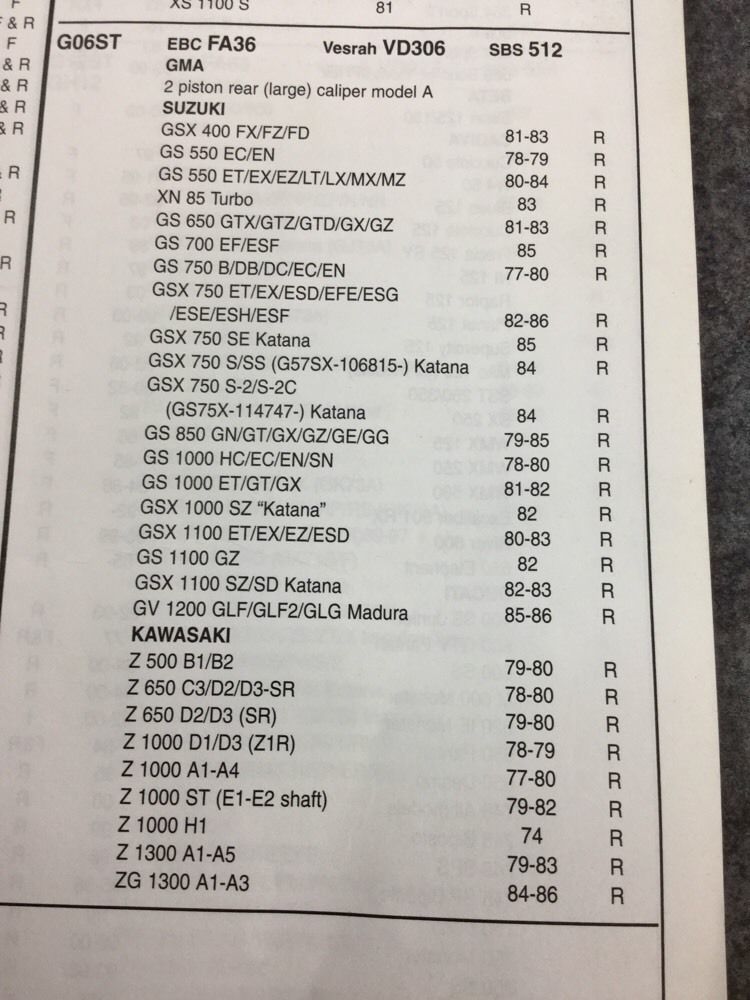 XS 1100 S 81 R
F
& R
F
& R
& R
& R
& R
& R
R
R
R
R
G06ST EBC FA36 Vesrah VD306 SBS 512
GMA
2 piston rear (large) caliper model A
SUZUKI
GSX 400 FX/FZ/FD 81-83 R
GS 550 EC/EN 78-79 R
GS 550 ET/EX/EZ/LT/LX/MX/MZ 80-84 R
XN 85 Turbo 83 R
GS 650 GTX/GTZ/GTD/GX/GZ 81-83 R
GS 700 EF/ESF 85 R
GS 750 B/DB/DC/EC/EN 77-80 R
GSX 750 ET/EX/ESD/EFE/ESG
/ESE/ESH/ESF 82-86 R
GSX 750 SE Katana 85 R
GSX 750 S/SS (G57SX-106815-) Katana 84 R
GSX 750 S-2/S-2C
(GS75X-114747-) Katana 84 R
GS 850 GN/GT/GX/GZ/GE/GG 79-85 R
GS 1000 HC/EC/EN/SN 78-80 R
GS 1000 ET/GT/GX 81-82 R
GSX 1000 SZ “Katana” 82 R
GSX 1100 ET/EX/EZ/ESD 80-83 R
GS 1100 GZ 82 R
GSX 1100 SZ/SD Katana 82-83 R
GV 1200 GLF/GLF2/GLG Madura 85-86 R
KAWASAKI
Z 500 B1/B2 79-80 R
Z 650 C3/D2/D3-SR 78-80 R
Z 650 D2/D3 (SR) 79-80 R
Z 1000 D1/D3 (Z1R) 78-79 R
Z 1000 A1-A4 77-80 R
Z 1000 ST (E1-E2 shaft) 79-82 R
Z 1000 H1 74 R
Z 1300 A1-A5 79-83 R
ZG 1300 A1-A3 84-86 R